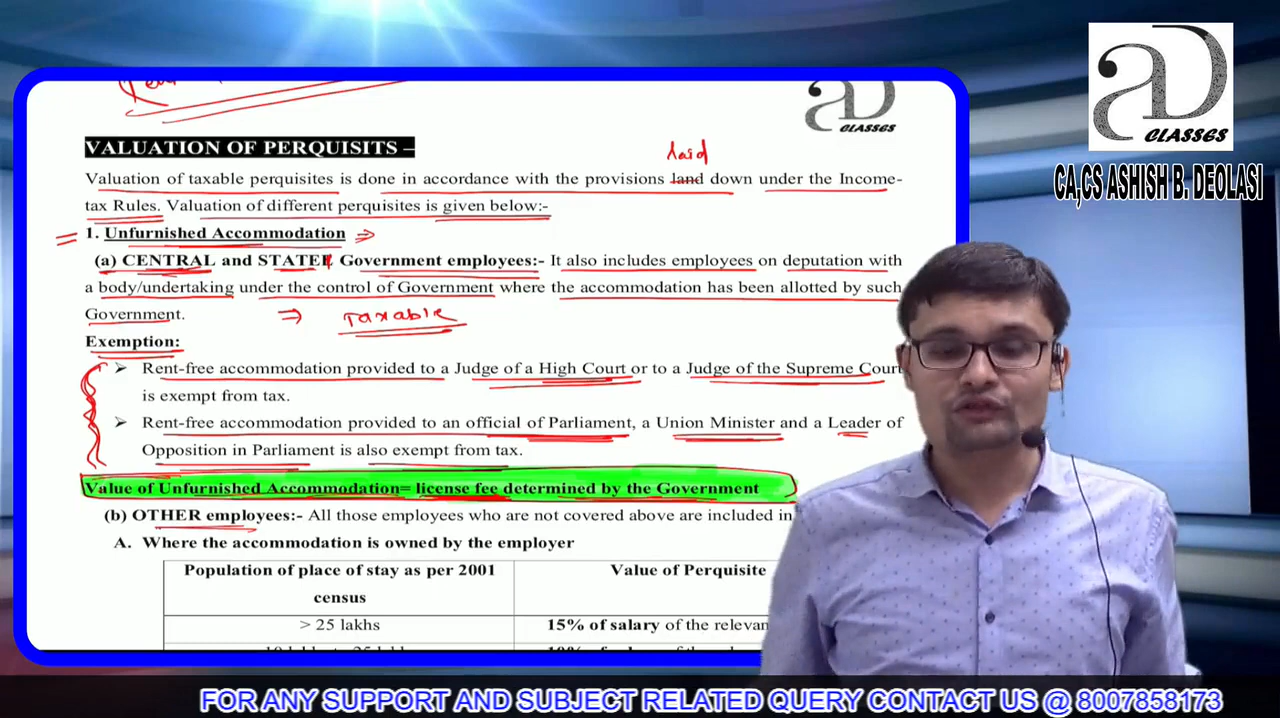 aD
CLASSES
CA,CS ASHISH B. DEOLASI
aD
CLASSES
VALUATION OF PERQUISITS –
laid
Valuation of taxable perquisites is done in accordance with the provisions land down under the Income-
tax Rules. Valuation of different perquisites is given below:-
1. Unfurnished Accommodation
(a) CENTRAL and STATE Government employees:- It also includes employees on deputation with
a body/undertaking under the control of Government where the accommodation has been allotted by such
Government. ⇒ Taxable
Exemption:
➢ Rent-free accommodation provided to a Judge of a High Court or to a Judge of the Supreme Court
is exempt from tax.
➢ Rent-free accommodation provided to an official of Parliament, a Union Minister and a Leader of
Opposition in Parliament is also exempt from tax.
Value of Unfurnished Accommodation= license fee determined by the Government
(b) OTHER employees:- All those employees who are not covered above are included in
A. Where the accommodation is owned by the employer
Population of place of stay as per 2001 census
Value of Perquisite
> 25 lakhs
15% of salary of the
FOR ANY SUPPORT AND SUBJECT RELATED QUERY CONTACT US @ 8007858173